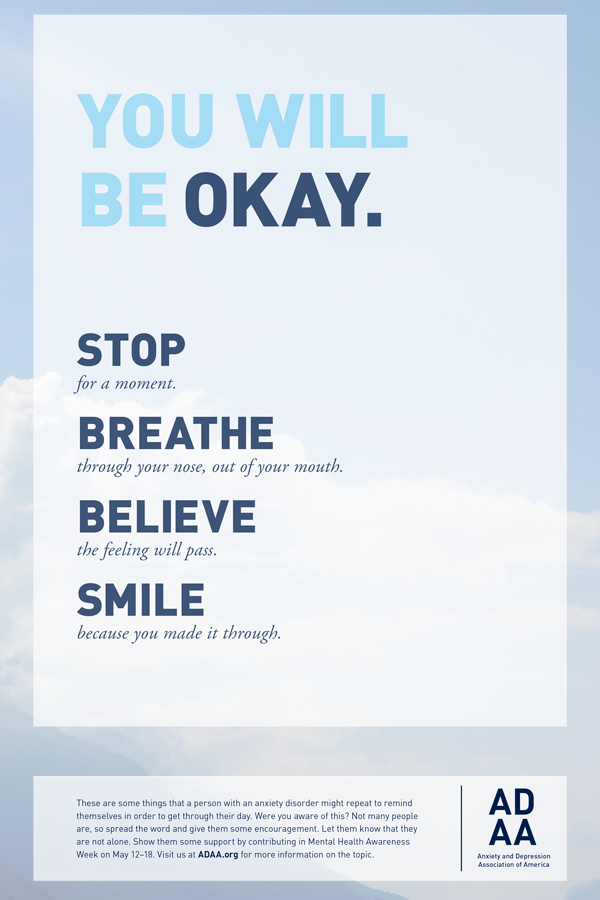 YOU WILL
BE OKAY.
STOP
for a moment.
BREATHE
through your nose, out of your mouth.
BELIEVE
the feeling will pass.
SMILE
because you made it through.
These are some things that a person with an anxiety disorder might repeat to remind
themselves in order to get through their day. Were you aware of this? Not many people
are, so spread the word and give them some encouragement. Let them know that they
are not alone. Show them some support by contributing in Mental Health Awareness
Week on May 12–18. Visit us at ADAA.org for more information on the topic.
AD
AA
Anxiety and Depression
Association of America